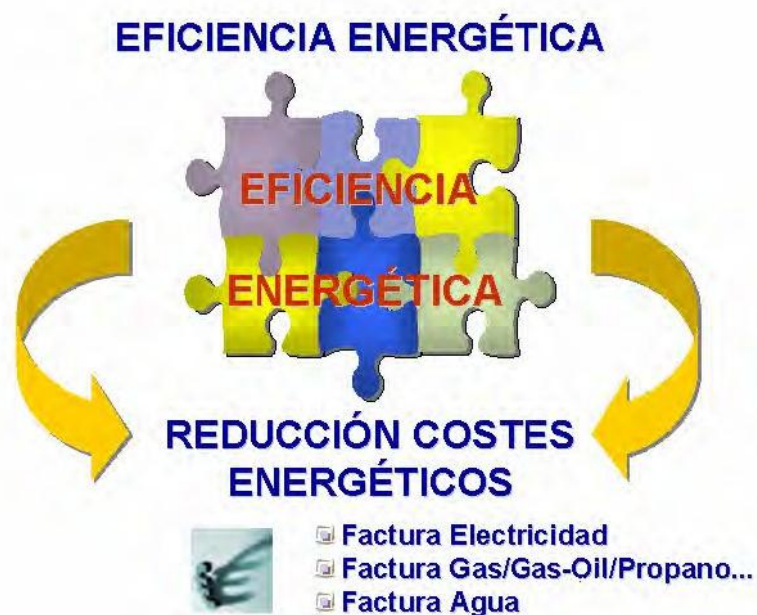 EFICIENCIA ENERGÉTICA
EFICIENCIA
ENERGÉTICA
REDUCCIÓN COSTES
ENERGÉTICOS
Factura Electricidad
Factura Gas/Gas-Oil/Propano...
Factura Agua